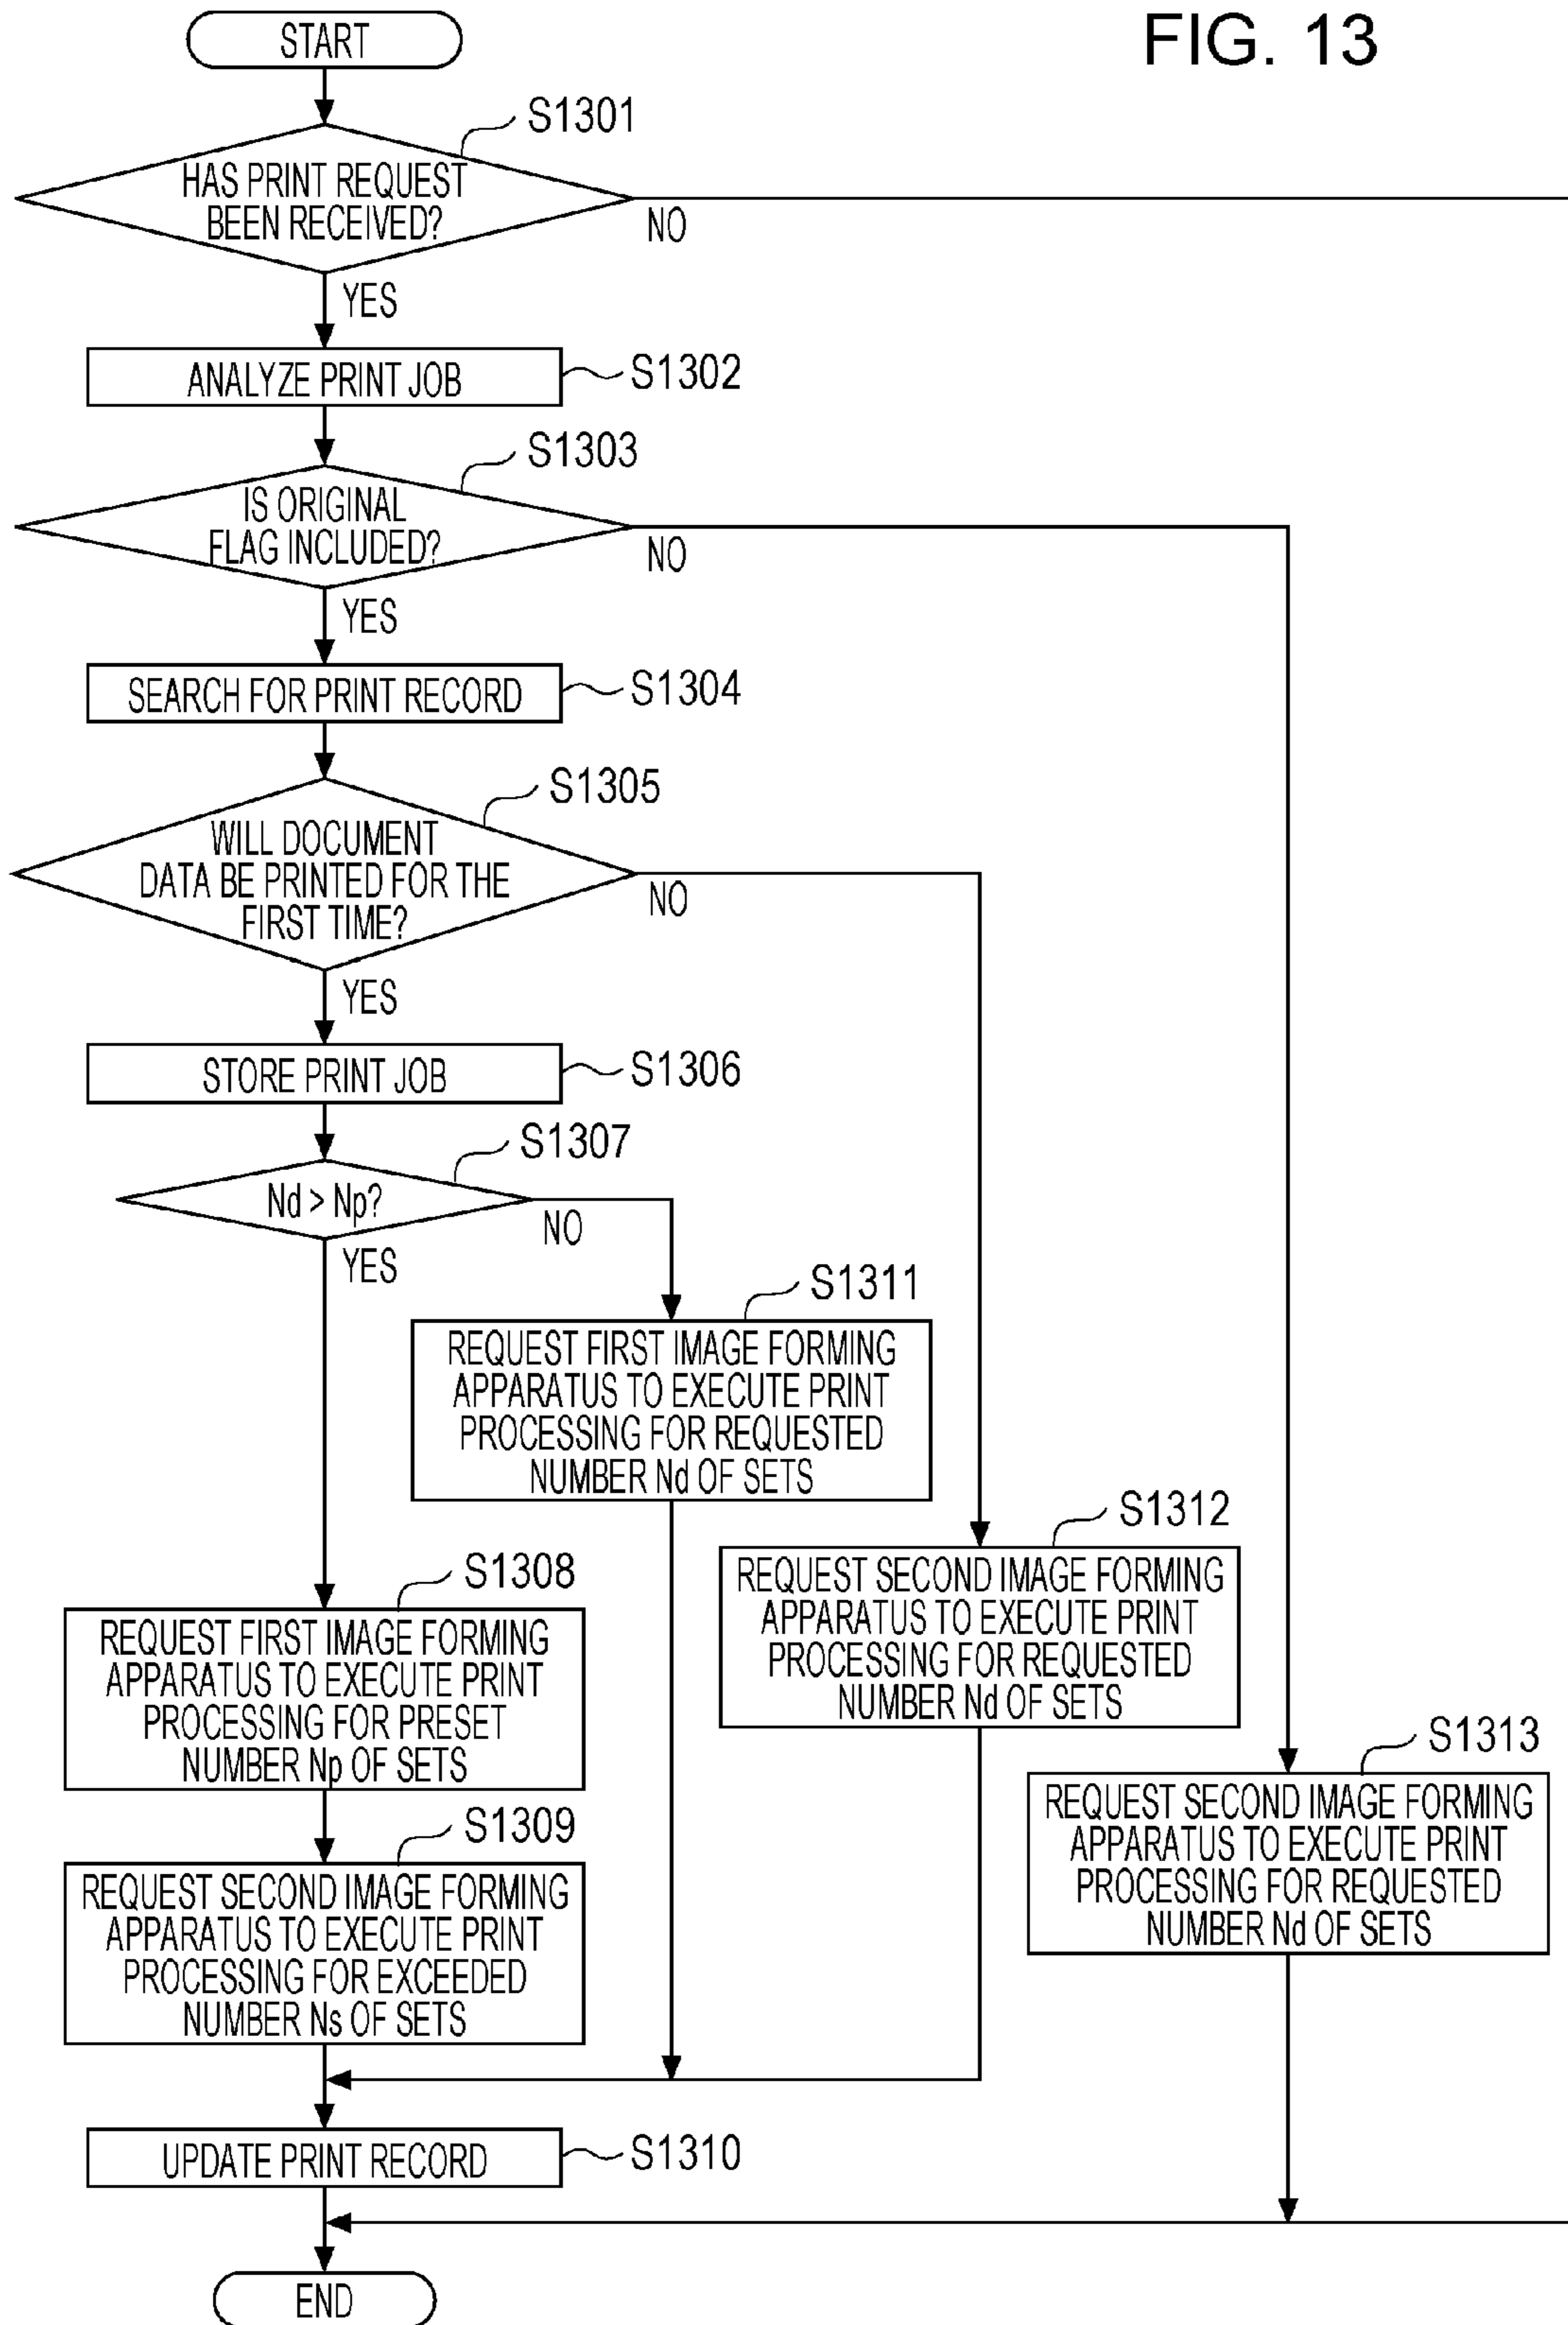 FIG. 13
START
S1301
HAS PRINT REQUEST
BEEN RECEIVED?
NO
YES
ANALYZE PRINT JOB
S1302
S1303
IS ORIGINAL
FLAG INCLUDED?
NO
YES
SEARCH FOR PRINT RECORD
S1304
S1305
WILL DOCUMENT
DATA BE PRINTED FOR THE
FIRST TIME?
NO
YES
STORE PRINT JOB
S1306
S1307
Nd > Np?
NO
YES
S1311
REQUEST FIRST IMAGE FORMING
APPARATUS TO EXECUTE PRINT
PROCESSING FOR REQUESTED
NUMBER Nd OF SETS
S1312
REQUEST SECOND IMAGE FORMING
APPARATUS TO EXECUTE PRINT
PROCESSING FOR REQUESTED
NUMBER Nd OF SETS
S1308
REQUEST FIRST IMAGE FORMING
APPARATUS TO EXECUTE PRINT
PROCESSING FOR PRESET
NUMBER Np OF SETS
S1313
REQUEST SECOND IMAGE FORMING
APPARATUS TO EXECUTE PRINT
PROCESSING FOR REQUESTED
NUMBER Nd OF SETS
S1309
REQUEST SECOND IMAGE FORMING
APPARATUS TO EXECUTE PRINT
PROCESSING FOR EXCEEDED
NUMBER Ns OF SETS
UPDATE PRINT RECORD
S1310
END